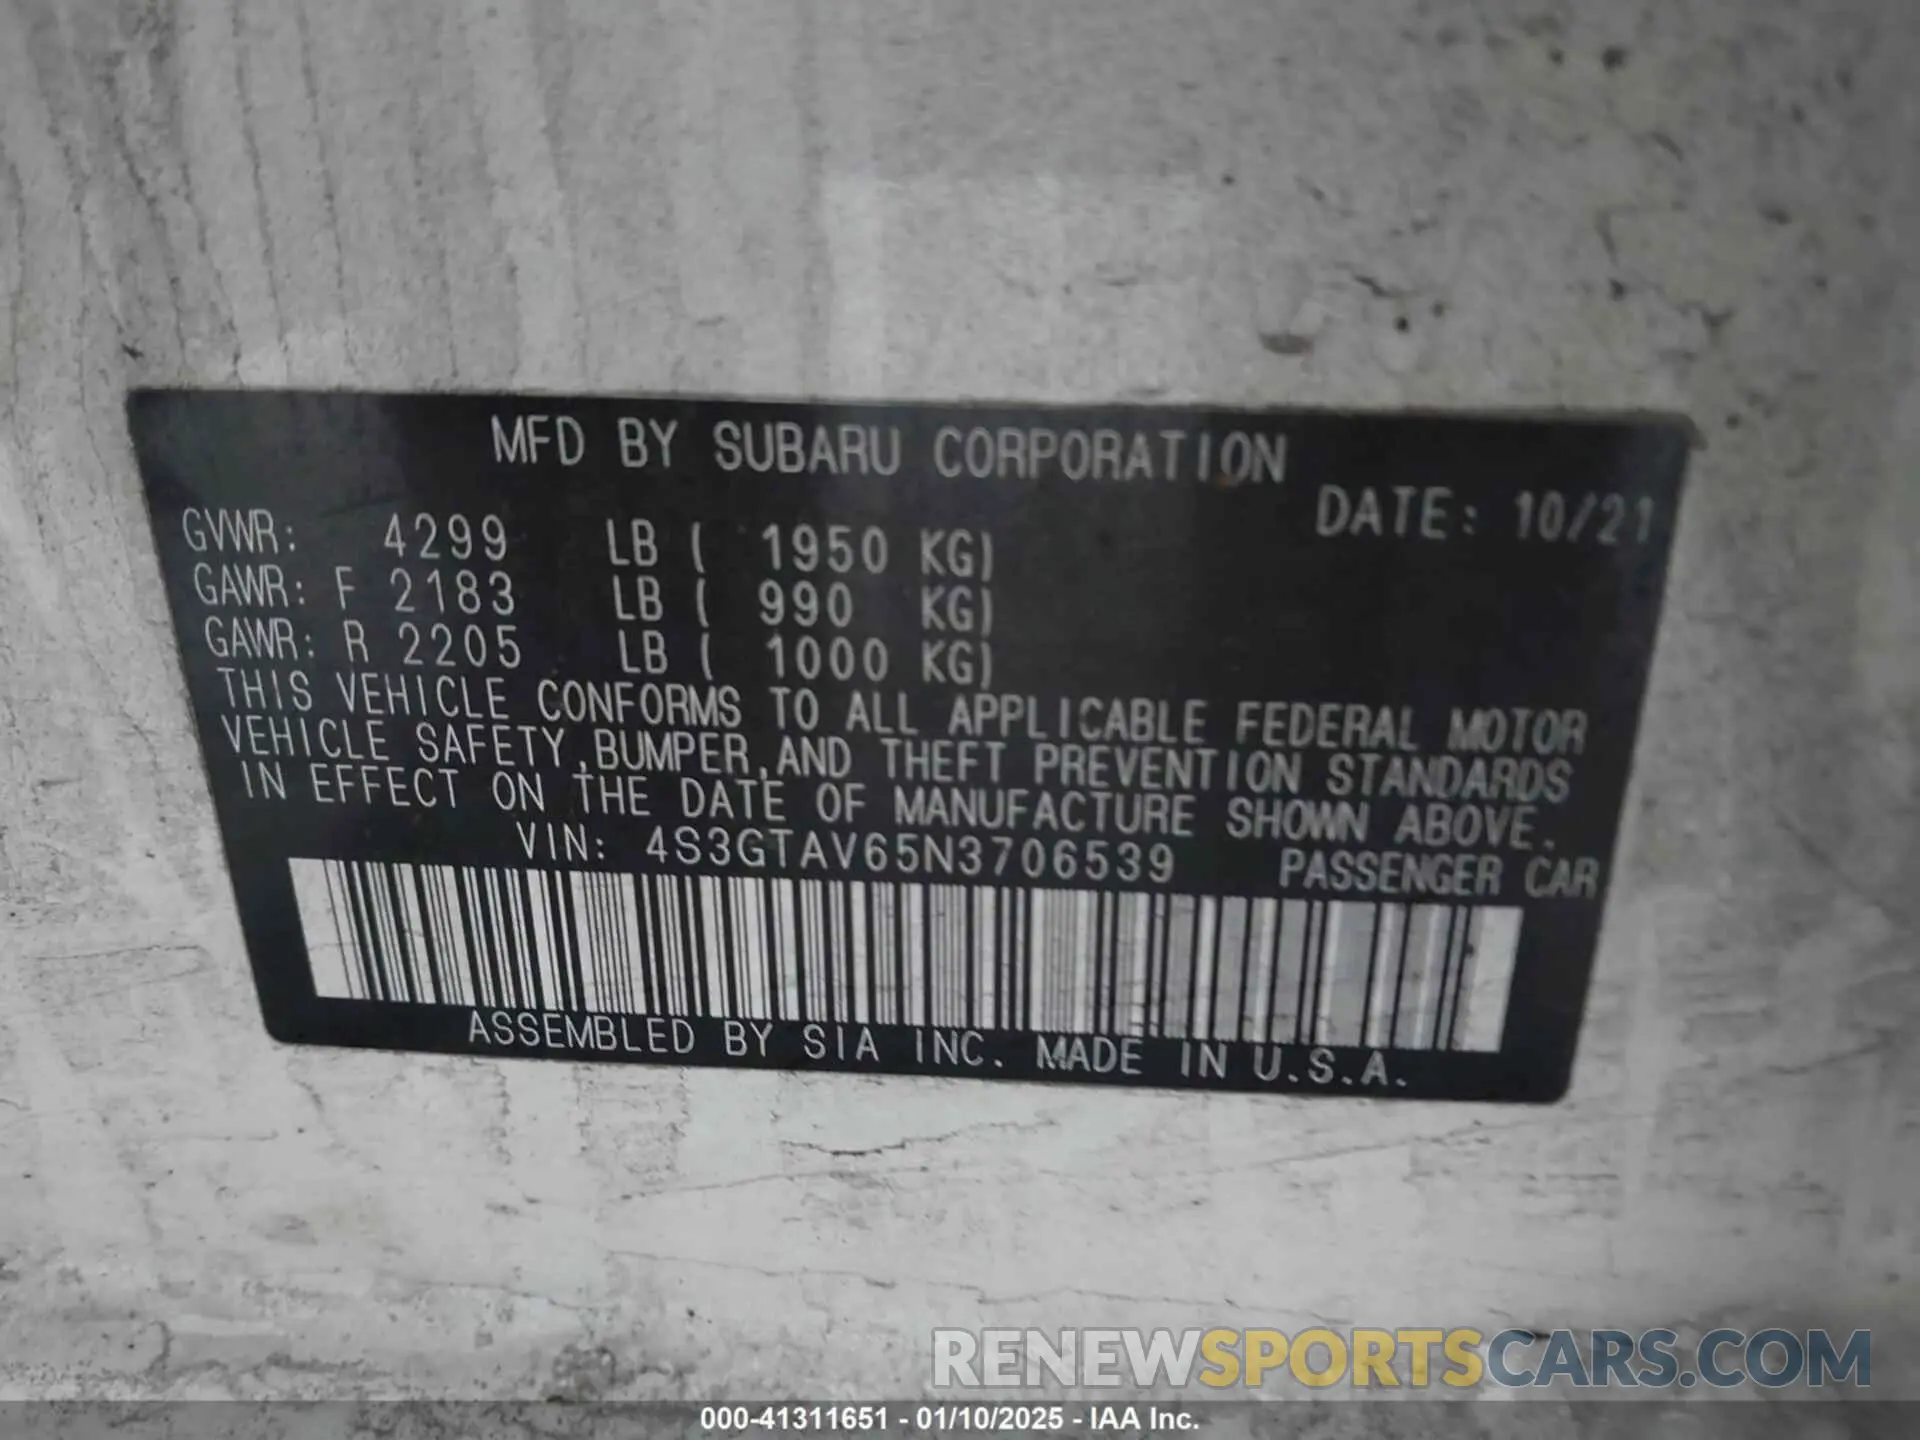 MFD BY SUBARU CORPORATION
DATE: 10/21
GVWR: 4299 LB ( 1950 KG)
GAWR: F 2183 LB ( 990 KG)
GAWR: R 2205 LB ( 1000 KG)
THIS VEHICLE CONFORMS TO ALL APPLICABLE FEDERAL MOTOR
VEHICLE SAFETY,BUMPER,AND THEFT PREVENTION STANDARDS
IN EFFECT ON THE DATE OF MANUFACTURE SHOWN ABOVE.
VIN: 4S3GTAV65N3706539 PASSENGER CAR
ASSEMBLED BY SIA INC. MADE IN U.S.A.
RENEWSPORTSCARS.COM
000-41311651 - 01/10/2025 - IAA Inc.